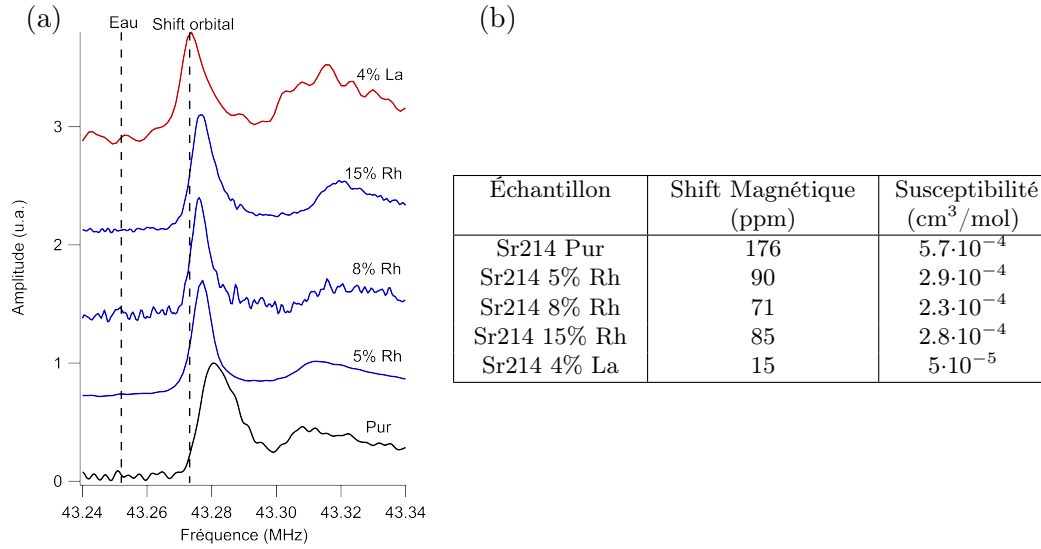 (a)
Eau
Shift orbital
4% La
15% Rh
8% Rh
5% Rh
Pur
Amplitude (u.a.)
3
2
1
0
43.24 43.26 43.28 43.30 43.32 43.34
Fréquence (MHz)
(b)
Échantillon Shift Magnétique Susceptibilité
(ppm) (cm³/mol)
Sr214 Pur 176 5.7·10⁻⁴
Sr214 5% Rh 90 2.9·10⁻⁴
Sr214 8% Rh 71 2.3·10⁻⁴
Sr214 15% Rh 85 2.8·10⁻⁴
Sr214 4% La 15 5·10⁻⁵